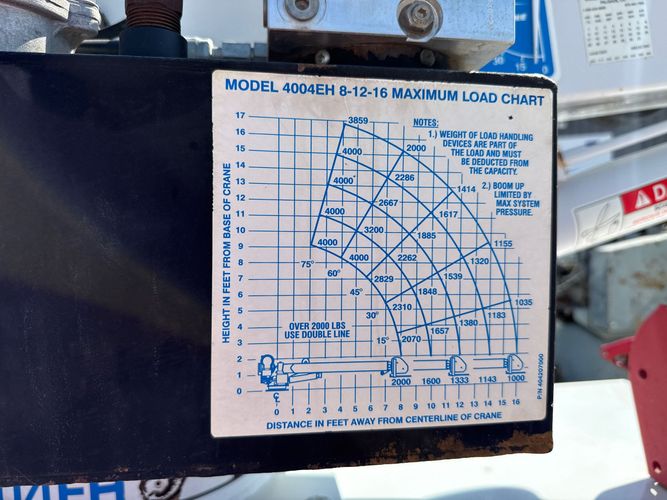 30 15 0
MODEL 4004EH 8-12-16 MAXIMUM LOAD CHART
NOTES:
1.) WEIGHT OF LOAD HANDLING
DEVICES ARE PART OF
THE LOAD AND MUST
BE DEDUCTED FROM
THE CAPACITY.
2.) BOOM UP
LIMITED BY
MAX SYSTEM
PRESSURE.
HEIGHT IN FEET FROM BASE OF CRANE
17
16
15
14
13
12
11
10
9
8
7
6
5
4
3
2
1
0
3859
4000 2000
4000 2286 1414
4000 2667 1617
3200 1885 1155
4000 4000 2262 1320
75° 60° 2829 1539
45° 2310 1848 1035
30° 1183
15° 2070 1657 1380
OVER 2000 LBS
USE DOUBLE LINE
2000 1600 1333 1143 1000
0 1 2 3 4 5 6 7 8 9 10 11 12 13 14 15 16
DISTANCE IN FEET AWAY FROM CENTERLINE OF CRANE
P/N 404207000
DA